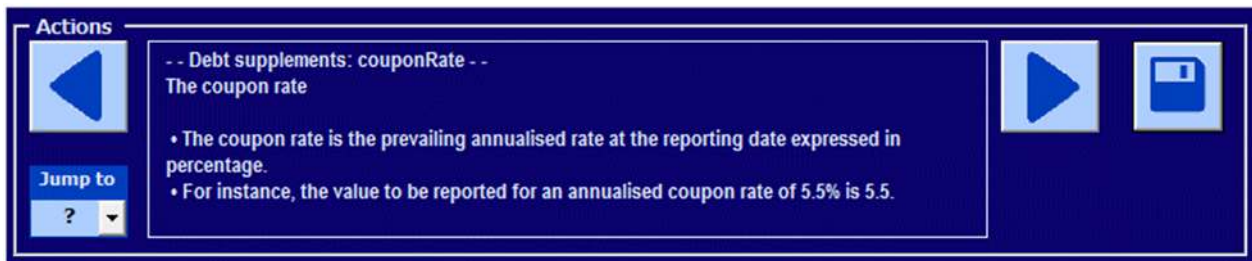 Actions
- - Debt supplements: couponRate - -
The coupon rate
• The coupon rate is the prevailing annualised rate at the reporting date expressed in
percentage.
• For instance, the value to be reported for an annualised coupon rate of 5.5% is 5.5.
Jump to
?